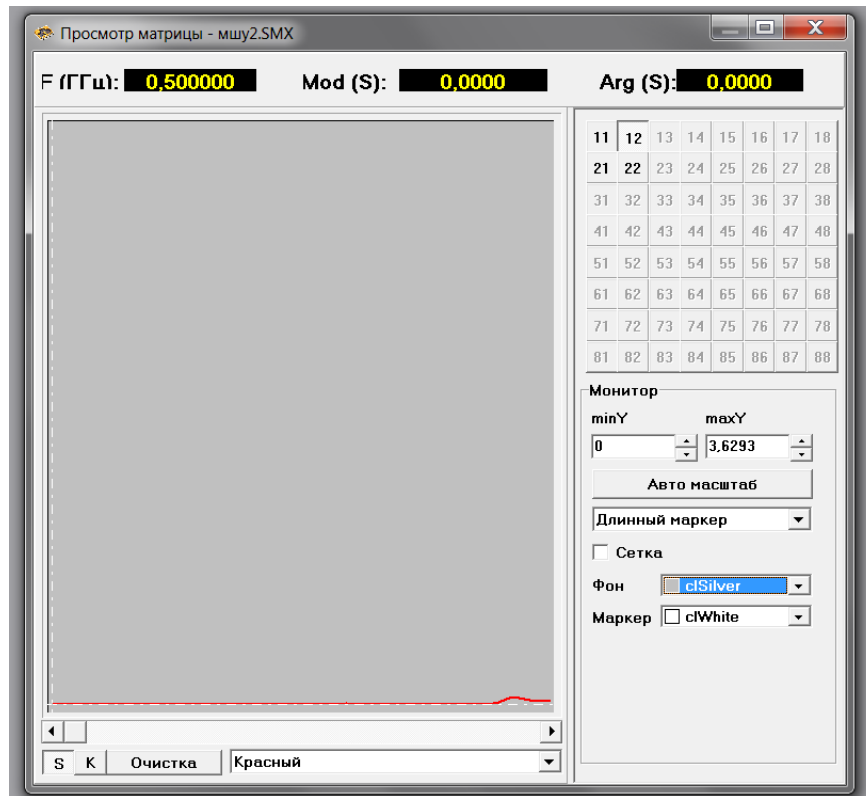 Просмотр матрицы - мшу2.SMX
F (ГГц): 0,500000 Mod (S): 0,0000 Arg (S): 0,0000
11 12 13 14 15 16 17 18
21 22 23 24 25 26 27 28
31 32 33 34 35 36 37 38
41 42 43 44 45 46 47 48
51 52 53 54 55 56 57 58
61 62 63 64 65 66 67 68
71 72 73 74 75 76 77 78
81 82 83 84 85 86 87 88
Монитор
minY maxY
0 3,6293
Авто масштаб
Длинный маркер
Сетка
Фон clSilver
Маркер clWhite
S K Очистка Красный